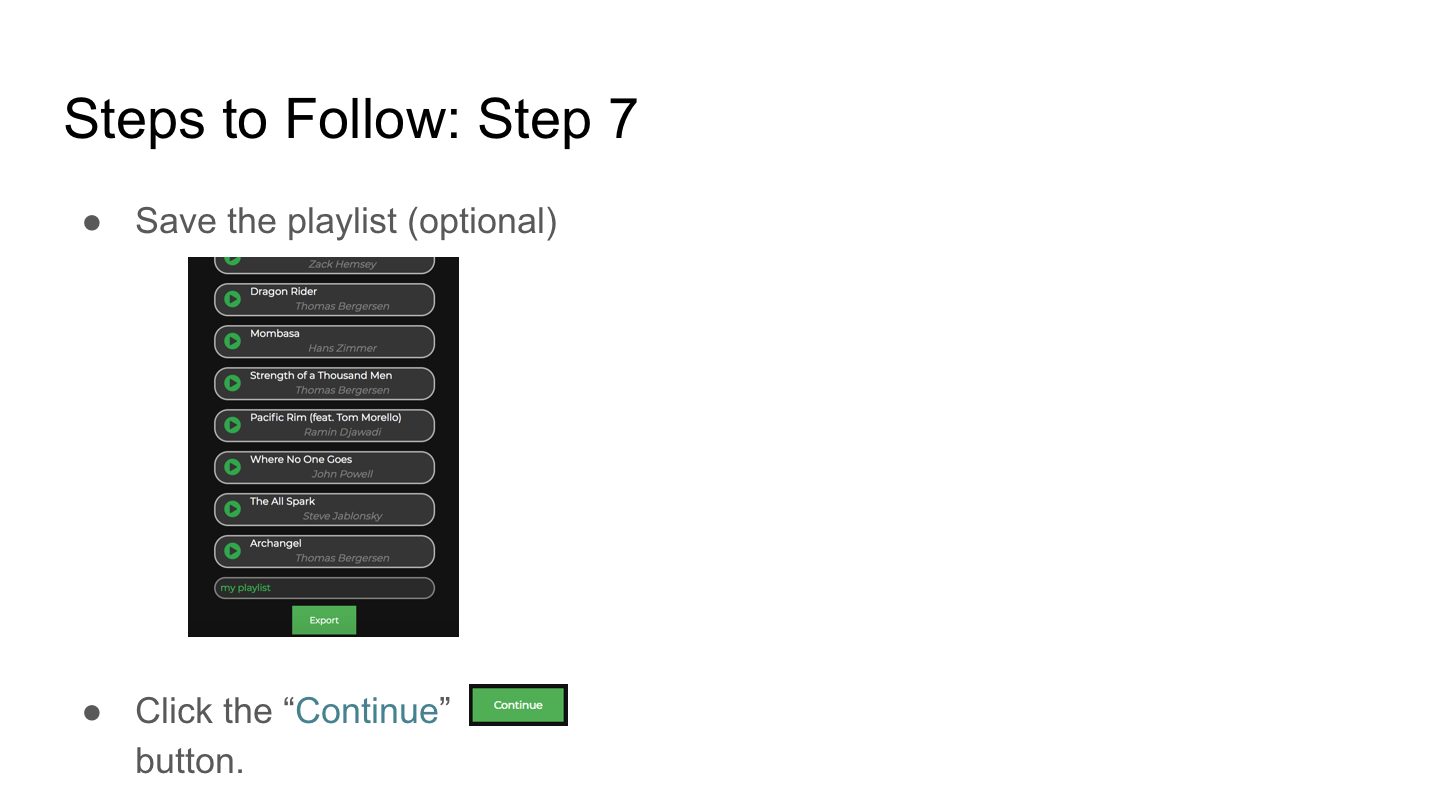 Steps to Follow: Step 7
● Save the playlist (optional)
Zack Hemsey
Dragon Rider
Thomas Bergersen
Mombasa
Hans Zimmer
Strength of a Thousand Men
Thomas Bergersen
Pacific Rim (feat. Tom Morello)
Ramin Djawadi
Where No One Goes
John Powell
The All Spark
Steve Jablonsky
Archangel
Thomas Bergersen
my playlist
Export
● Click the “Continue” Continue
button.